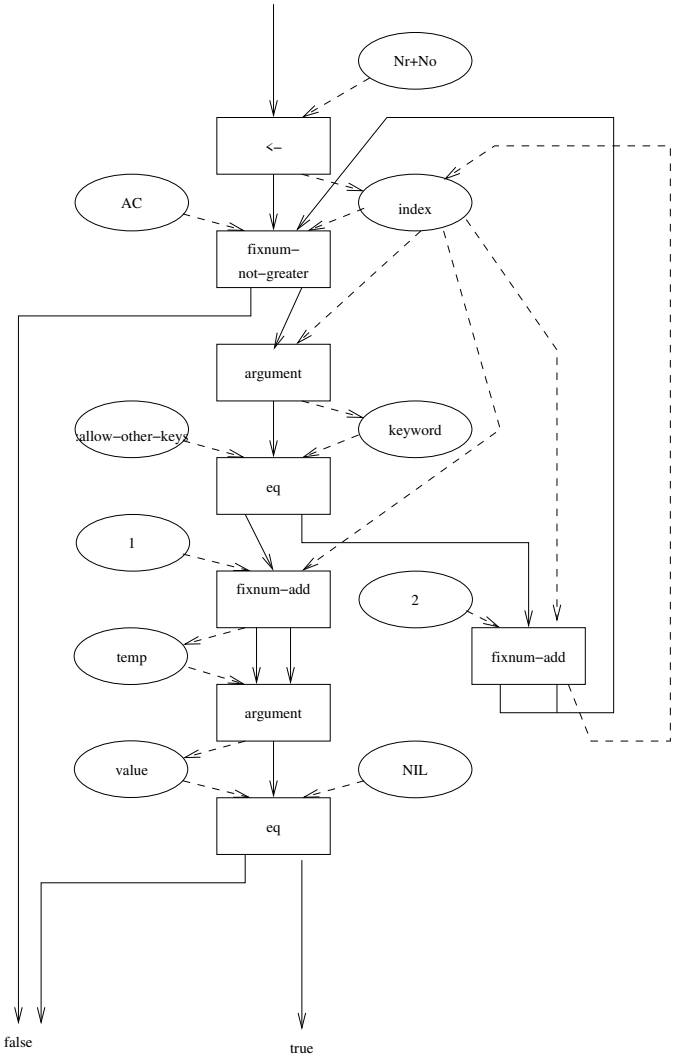 Nr+No
<−
AC
index
fixnum−
not−greater
argument
:allow−other−keys
keyword
eq
1
fixnum−add
2
temp
fixnum−add
argument
value
NIL
eq
false
true